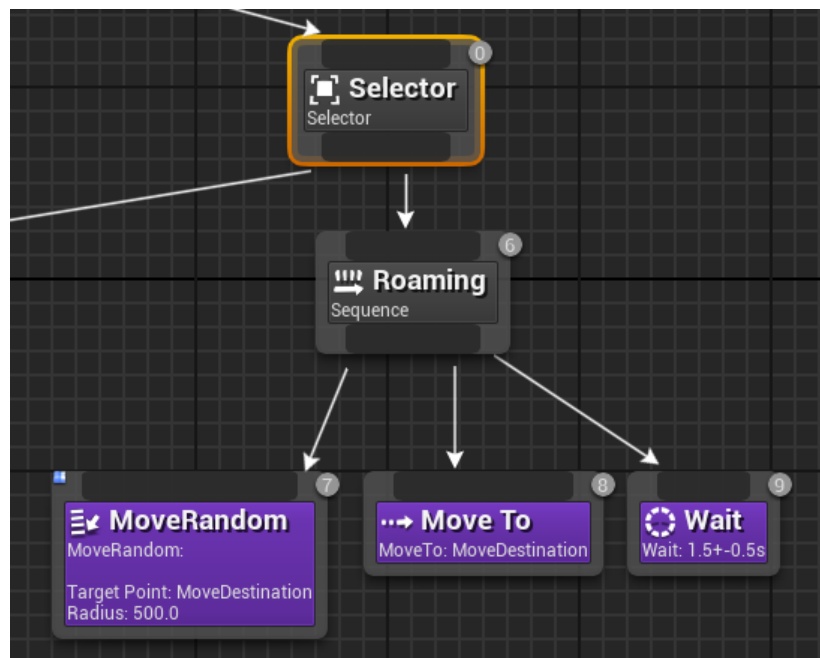 0
Selector
Selector
6
Roaming
Sequence
7
MoveRandom
MoveRandom:
Target Point: MoveDestination
Radius: 500.0
8
Move To
MoveTo: MoveDestination
9
Wait
Wait: 1.5+-0.5s